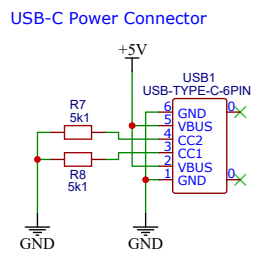 USB-C Power Connector
+5V
USB1
USB-TYPE-C-6PIN
R7
5k1
R8
5k1
6 GND 0
5 VBUS
4 CC2
3 CC1
2 VBUS
1 GND 0
GND
GND